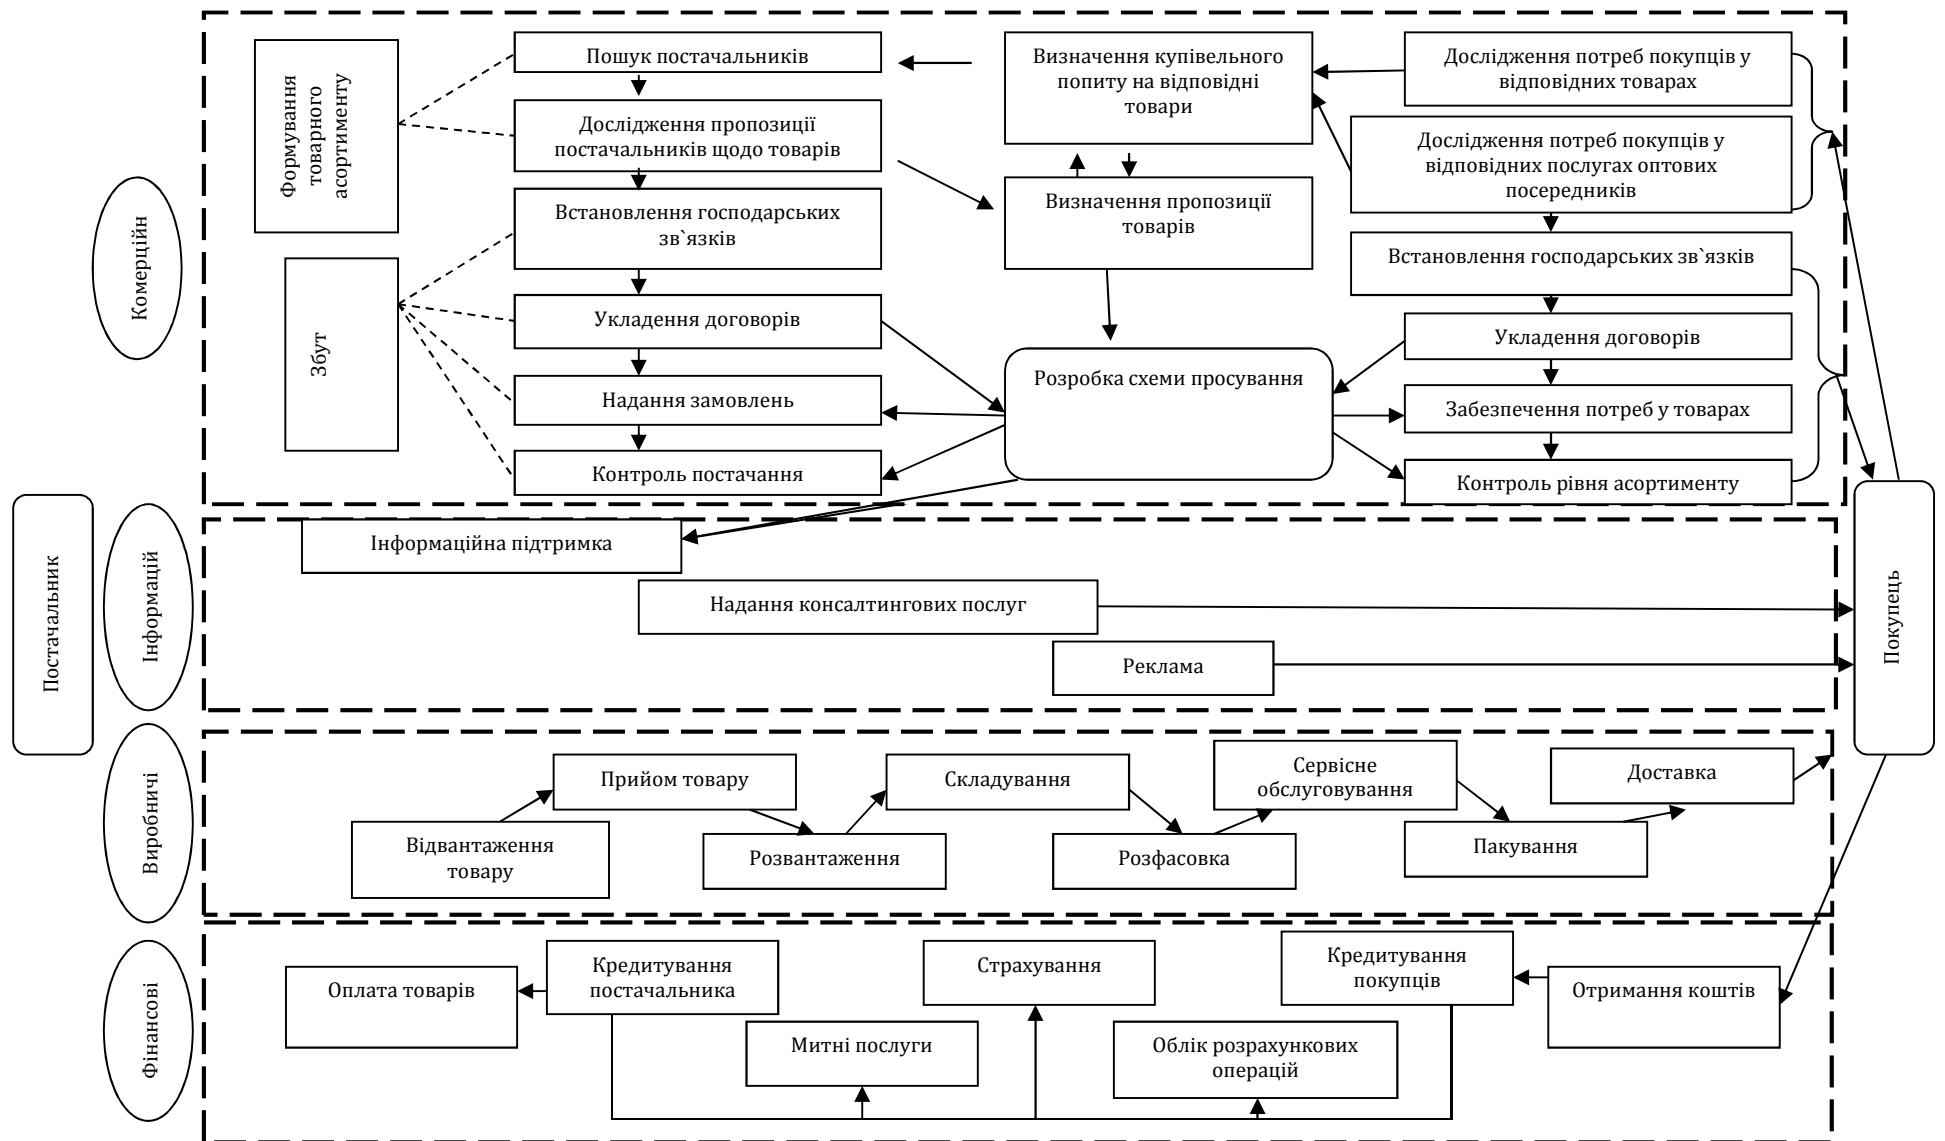 Постачальник
Комерційн
Інформацій
Виробничі
Фінансові
Формування
товарного
асортименту
Збут
Пошук постачальників
Дослідження пропозиції
постачальників щодо товарів
Встановлення господарських
зв`язків
Укладення договорів
Надання замовлень
Контроль постачання
Визначення купівельного
попиту на відповідні
товари
Визначення пропозиції
товарів
Розробка схеми просування
Дослідження потреб покупців у
відповідних товарах
Дослідження потреб покупців у
відповідних послугах оптових
посередників
Встановлення господарських зв`язків
Укладення договорів
Забезпечення потреб у товарах
Контроль рівня асортименту
Покупець
Інформаційна підтримка
Надання консалтингових послуг
Реклама
Відвантаження
товару
Прийом товару
Розвантаження
Складування
Розфасовка
Сервісне
обслуговування
Пакування
Доставка
Оплата товарів
Кредитування
постачальника
Митні послуги
Страхування
Облік розрахункових
операцій
Кредитування
покупців
Отримання коштів